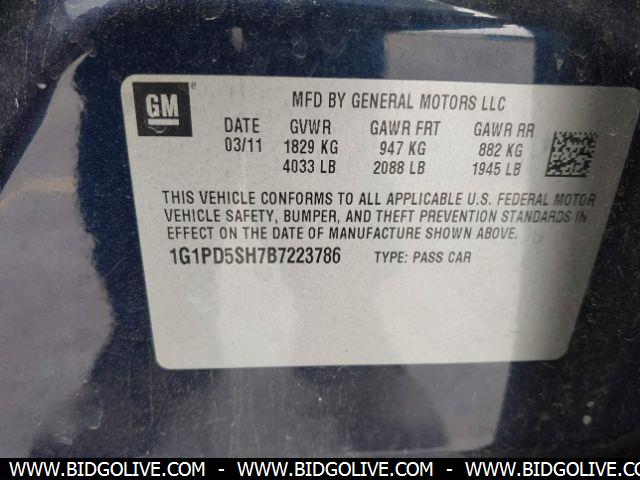 GM
MFD BY GENERAL MOTORS LLC
DATE GVWR GAWR FRT GAWR RR
03/11 1829 KG 947 KG 882 KG
4033 LB 2088 LB 1945 LB
THIS VEHICLE CONFORMS TO ALL APPLICABLE U.S. FEDERAL MOTOR
VEHICLE SAFETY, BUMPER, AND THEFT PREVENTION STANDARDS IN
EFFECT ON THE DATE OF MANUFACTURE SHOWN ABOVE.
1G1PD5SH7B7223786 TYPE: PASS CAR
WWW.BIDGOLIVE.COM - WWW.BIDGOLIVE.COM - WWW.BIDGOLIVE.COM